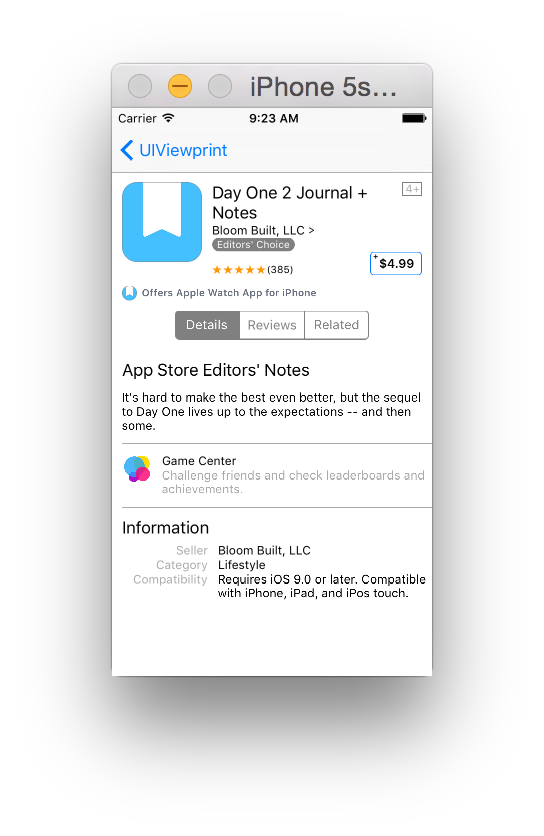 iPhone 5s...
Carrier 9:23 AM
UIViewprint
Day One 2 Journal +
Notes
4+
Bloom Built, LLC >
Editors' Choice
★★★★★(385)
+$4.99
Offers Apple Watch App for iPhone
Details Reviews Related
App Store Editors' Notes
It's hard to make the best even better, but the sequel
to Day One lives up to the expectations -- and then
some.
Game Center
Challenge friends and check leaderboards and
achievements.
Information
Seller Bloom Built, LLC
Category Lifestyle
Compatibility Requires iOS 9.0 or later. Compatible
with iPhone, iPad, and iPos touch.